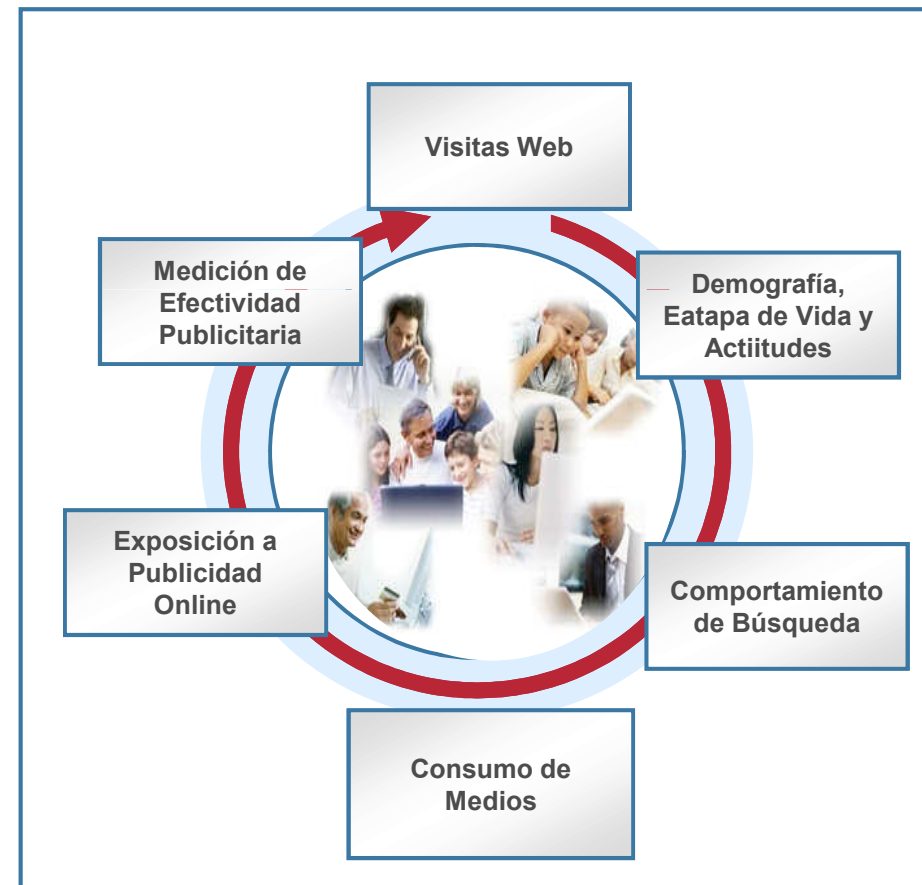 Visitas Web
Medición de
Efectividad
Publicitaria
Demografía,
Eatapa de Vida y
Actiitudes
Exposición a
Publicidad
Online
Comportamiento
de Búsqueda
Consumo de
Medios